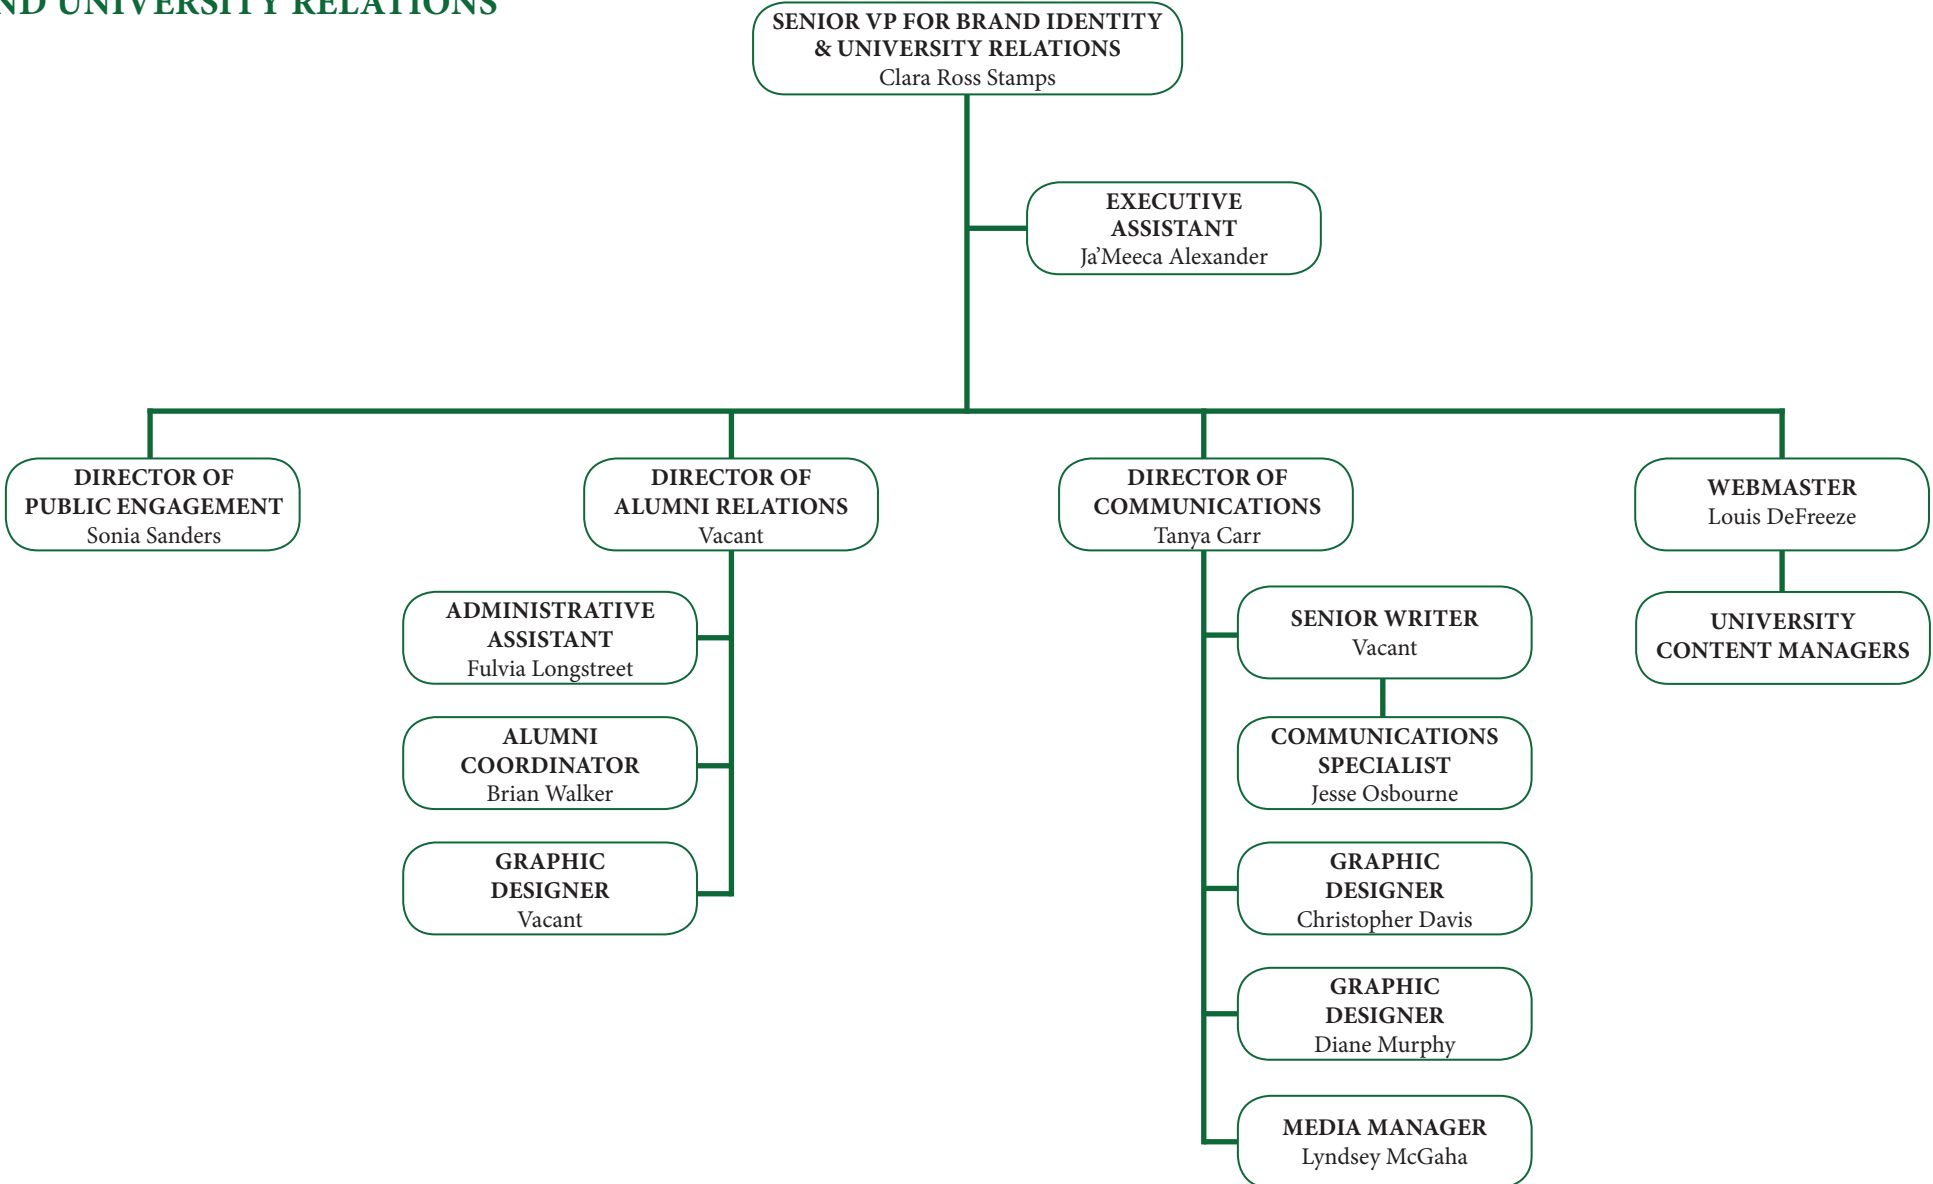 UNIVERSITY RELATIONS
SENIOR VP FOR BRAND IDENTITY
& UNIVERSITY RELATIONS
Clara Ross Stamps
EXECUTIVE
ASSISTANT
Ja’Meeca Alexander
DIRECTOR OF
PUBLIC ENGAGEMENT
Sonia Sanders
DIRECTOR OF
ALUMNI RELATIONS
Vacant
ADMINISTRATIVE
ASSISTANT
Fulvia Longstreet
ALUMNI
COORDINATOR
Brian Walker
GRAPHIC
DESIGNER
Vacant
DIRECTOR OF
COMMUNICATIONS
Tanya Carr
SENIOR WRITER
Vacant
COMMUNICATIONS
SPECIALIST
Jesse Osbourne
GRAPHIC
DESIGNER
Christopher Davis
GRAPHIC
DESIGNER
Diane Murphy
MEDIA MANAGER
Lyndsey McGaha
WEBMASTER
Louis DeFreeze
UNIVERSITY
CONTENT MANAGERS